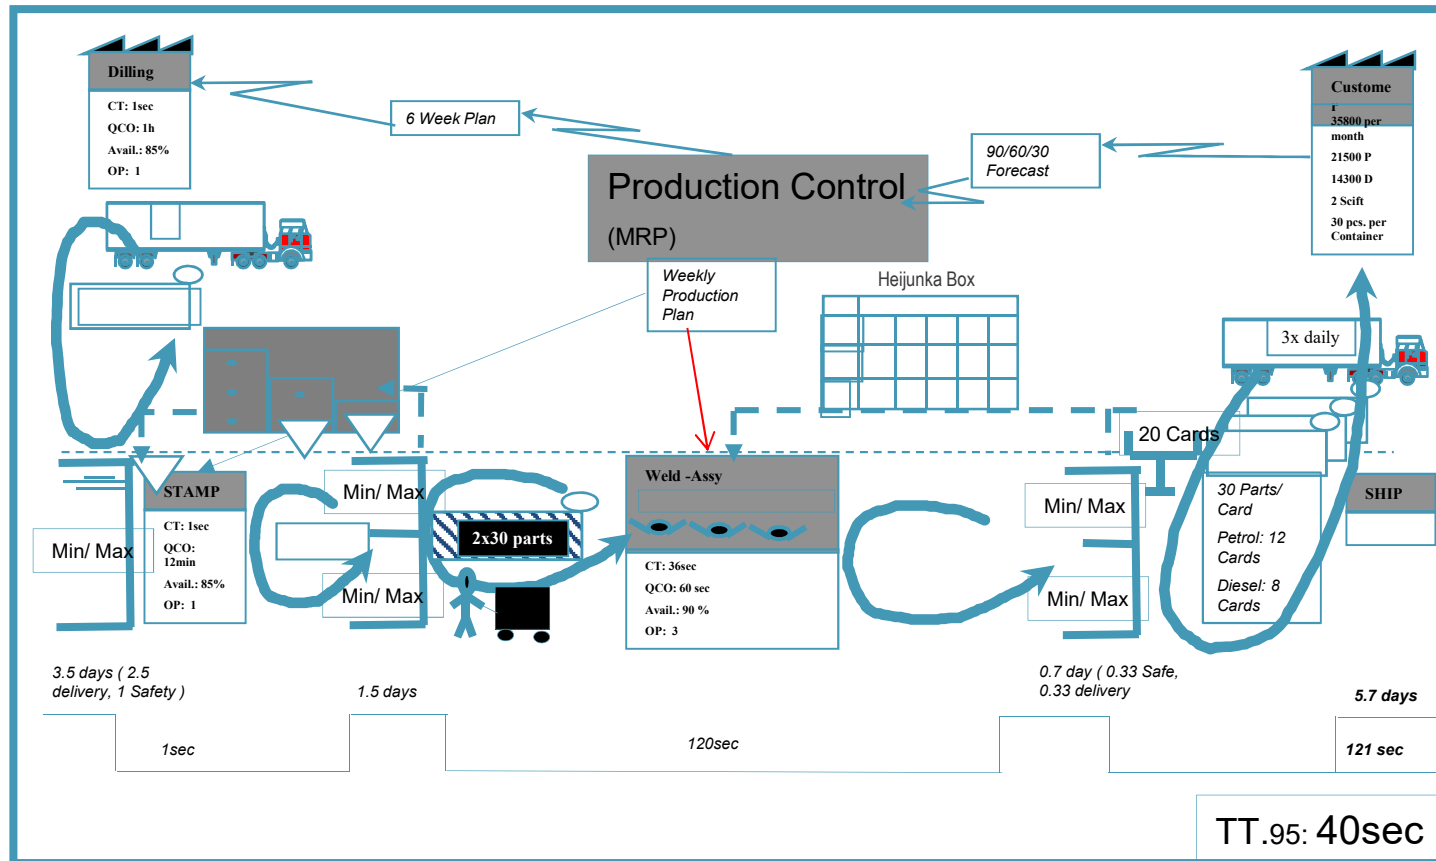 Dilling
CT: 1sec
QCO: 1h
Avail.: 85%
OP: 1
6 Week Plan
Production Control
(MRP)
90/60/30
Forecast
Custome
r
35800 per
month
21500 P
14300 D
2 Scift
30 pcs. per
Container
Weekly
Production
Plan
Heijunka Box
3x daily
20 Cards
STAMP
CT: 1sec
QCO:
12min
Avail.: 85%
OP: 1
Min/ Max
Min/ Max
Min/ Max
2x30 parts
Weld -Assy
CT: 36sec
QCO: 60 sec
Avail.: 90 %
OP: 3
Min/ Max
Min/ Max
30 Parts/
Card
Petrol: 12
Cards
Diesel: 8
Cards
SHIP
3.5 days ( 2.5
delivery, 1 Safety )
1.5 days
0.7 day ( 0.33 Safe,
0.33 delivery
5.7 days
1sec
120sec
121 sec
TT.95: 40sec